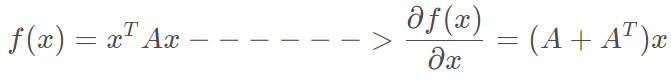 f(x) = x^T Ax − − − − − − > ∂f(x)/∂x = (A + A^T)x